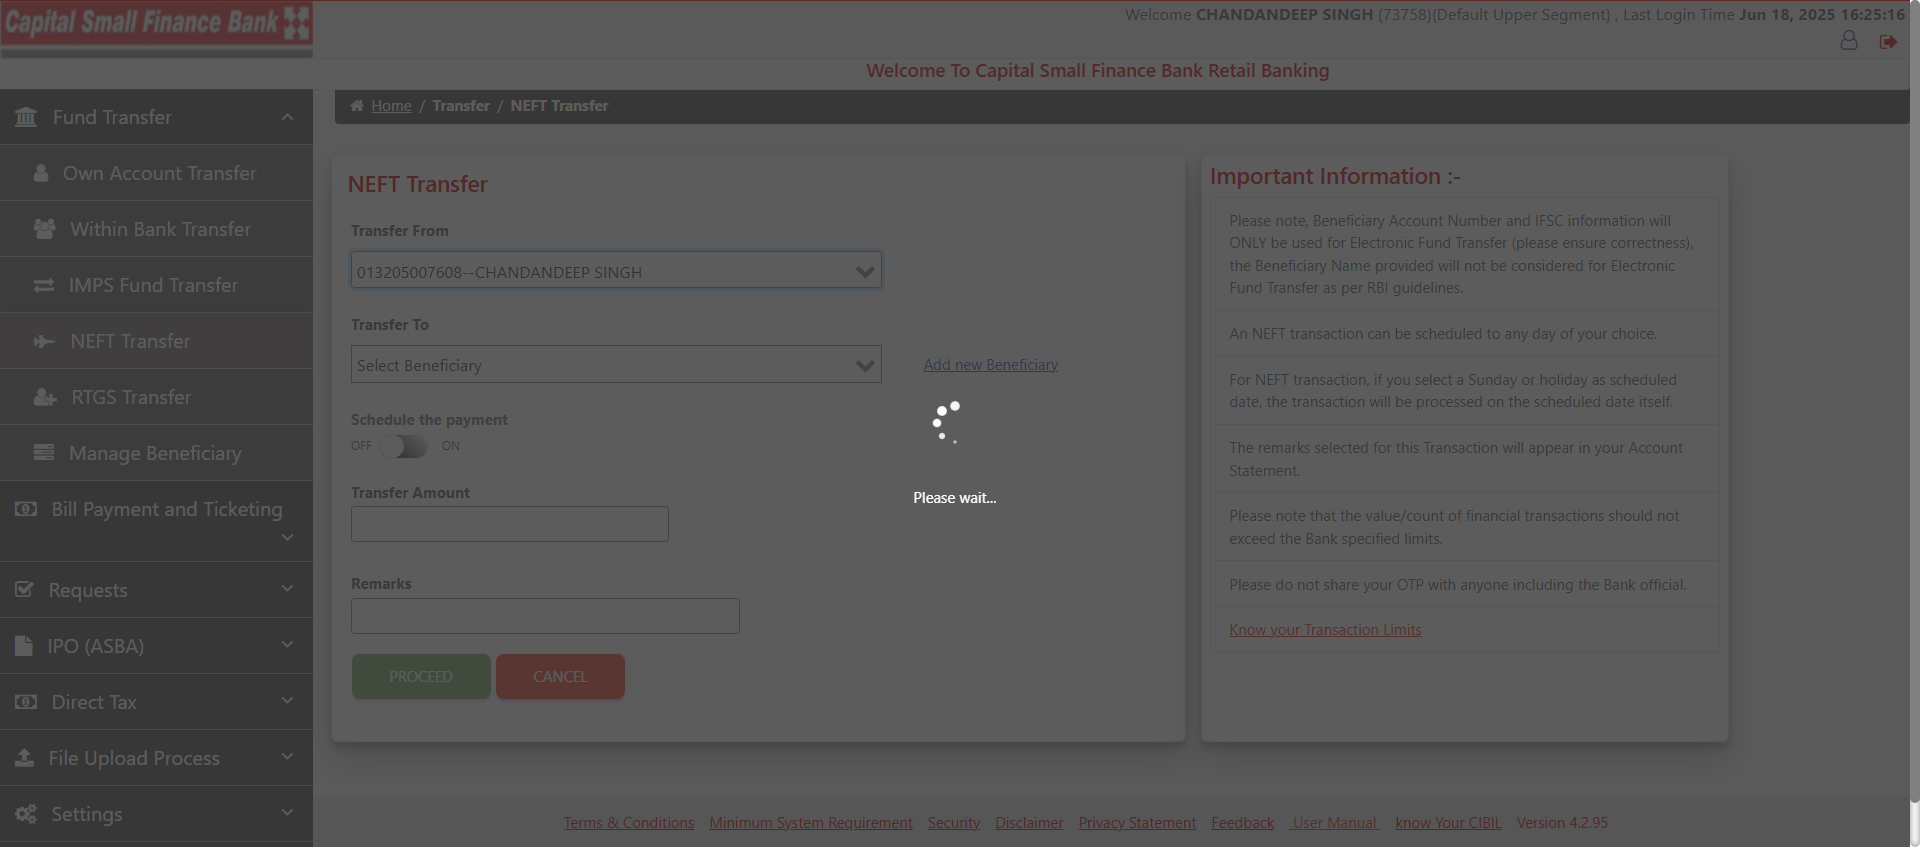 Capital Small Finance Bank
Welcome CHANDANDEEP SINGH (73758){Default Upper Segment} , Last Login Time Jun 18, 2025 16:25:16
Welcome To Capital Small Finance Bank Retail Banking
Home / Transfer / NEFT Transfer
Fund Transfer
Own Account Transfer
Within Bank Transfer
IMPS Fund Transfer
NEFT Transfer
RTGS Transfer
Manage Beneficiary
Bill Payment and Ticketing
Requests
IPO (ASBA)
Direct Tax
File Upload Process
Settings
NEFT Transfer
Transfer From
013205007608--CHANDANDEEP SINGH
Transfer To
Select Beneficiary
Add new Beneficiary
Schedule the payment
OFF ON
Transfer Amount
Remarks
PROCEED CANCEL
Please wait...
Important Information :-
Please note, Beneficiary Account Number and IFSC information will
ONLY be used for Electronic Fund Transfer (please ensure correctness),
the Beneficiary Name provided will not be considered for Electronic
Fund Transfer as per RBI guidelines.
An NEFT transaction can be scheduled to any day of your choice.
For NEFT transaction, if you select a Sunday or holiday as scheduled
date, the transaction will be processed on the scheduled date itself.
The remarks selected for this Transaction will appear in your Account
Statement.
Please note that the value/count of financial transactions should not
exceed the Bank specified limits.
Please do not share your OTP with anyone including the Bank official.
Know your Transaction Limits
Terms & Conditions Minimum System Requirement Security Disclaimer Privacy Statement Feedback User Manual know Your CIBIL Version 4.2.95